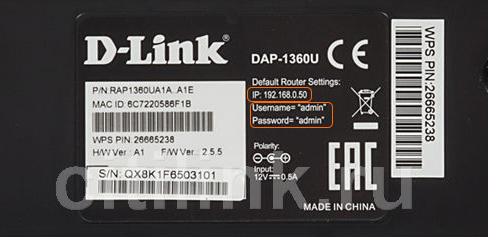 D-Link
DAP-1360U CE
P/N:RAP1360UA1A..A1E
MAC ID: 6C7220586F1B
WPS PIN:26665238
H/W Ver.: A1 F/W Ver.: 2.5.5
S/N: QX8K1F6503101
Default Router Settings:
IP: 192.168.0.50
Username= "admin"
Password= "admin"
Polarity:
Input:
12V 0.5A
EAC
MADE IN CHINA
WPS PIN:26665238